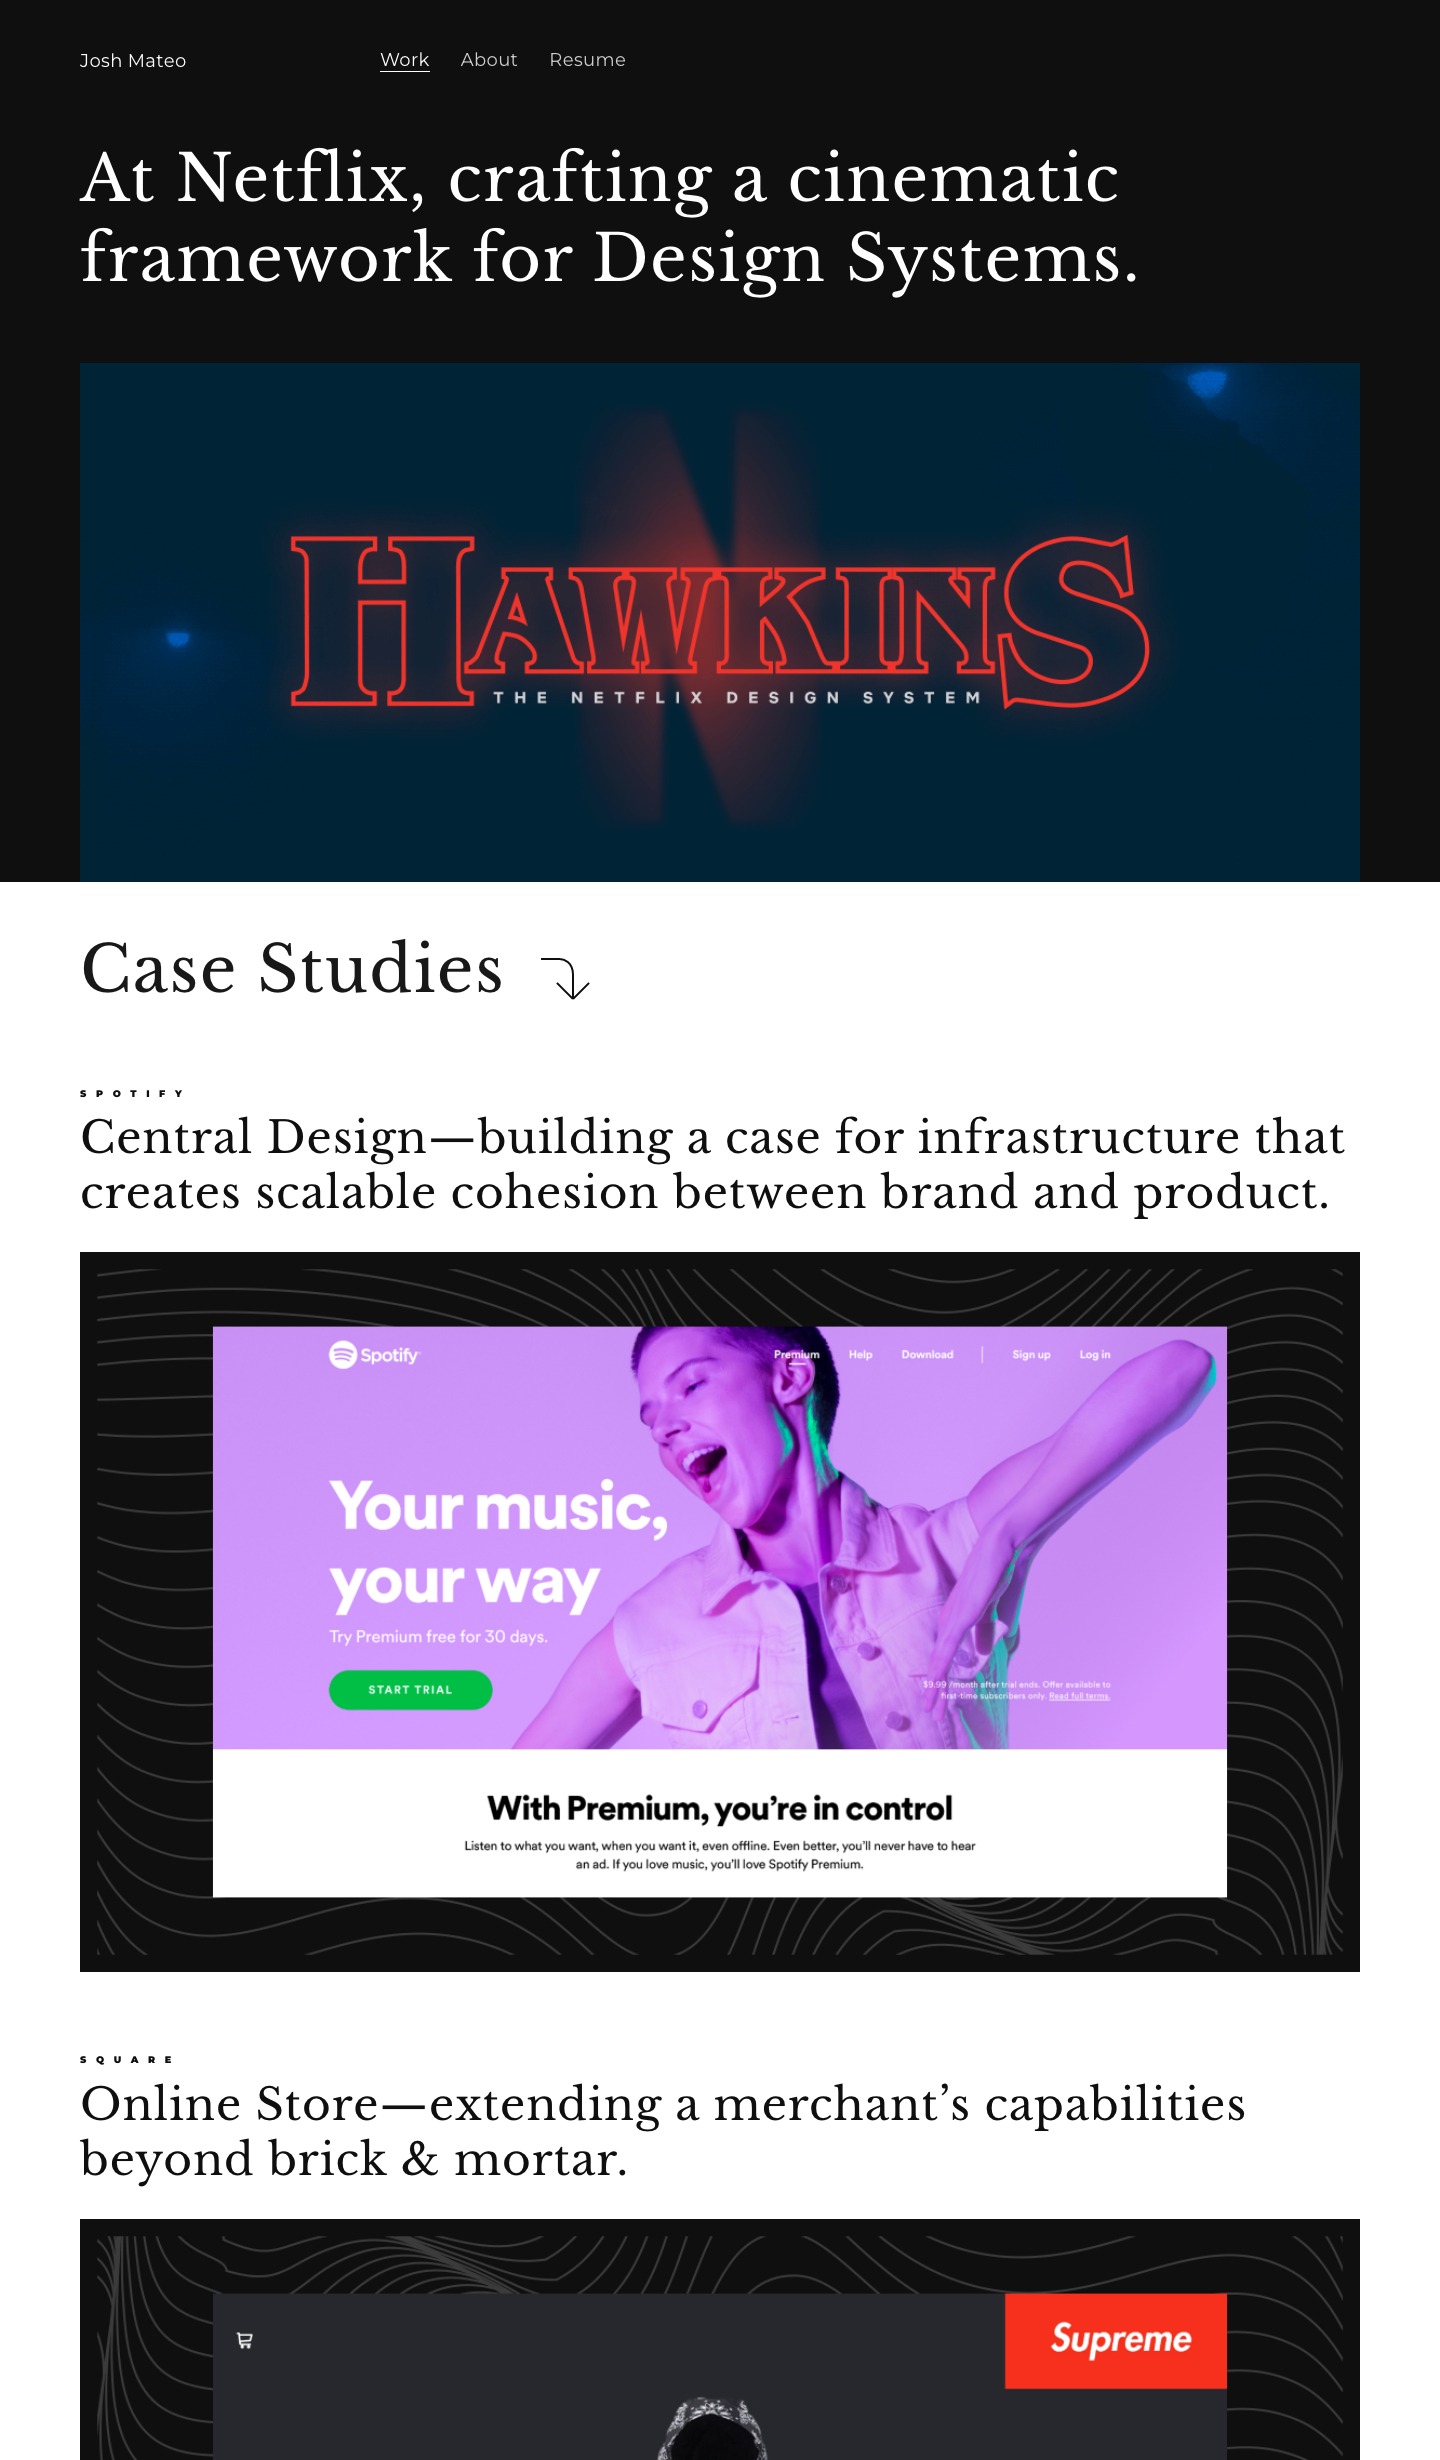 Josh Mateo
Work About Resume
At Netflix, crafting a cinematic
framework for Design Systems.
HAWKINS
THE NETFLIX DESIGN SYSTEM
Case Studies
SPOTIFY
Central Design—building a case for infrastructure that
creates scalable cohesion between brand and product.
Spotify
Premium Help Download Sign up Log in
Your music,
your way
Try Premium free for 30 days.
START TRIAL
$9.99 /month after trial ends. Offer available to
first-time subscribers only. Read full terms.
With Premium, you’re in control
Listen to what you want, when you want it, even offline. Even better, you’ll never have to hear
an ad. If you love music, you’ll love Spotify Premium.
SQUARE
Online Store—extending a merchant’s capabilities
beyond brick & mortar.
Supreme